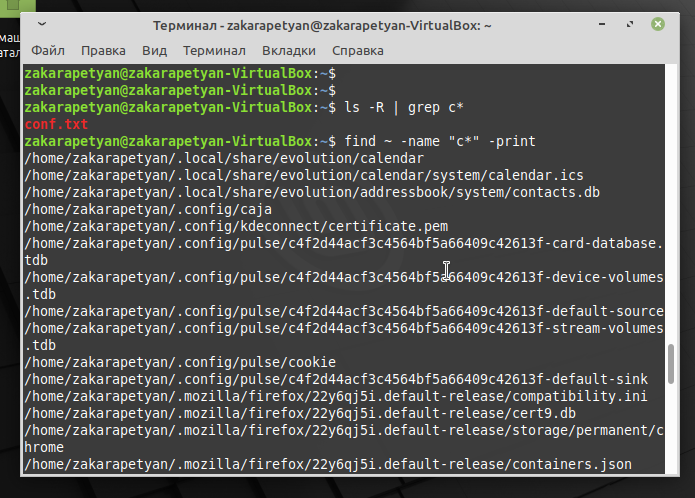 маш
атал
Терминал - zakarapetyan@zakarapetyan-VirtualBox: ~
Файл Правка Вид Терминал Вкладки Справка
zakarapetyan@zakarapetyan-VirtualBox:~$
zakarapetyan@zakarapetyan-VirtualBox:~$
zakarapetyan@zakarapetyan-VirtualBox:~$ ls -R | grep c*
conf.txt
zakarapetyan@zakarapetyan-VirtualBox:~$ find ~ -name "c*" -print
/home/zakarapetyan/.local/share/evolution/calendar
/home/zakarapetyan/.local/share/evolution/calendar/system/calendar.ics
/home/zakarapetyan/.local/share/evolution/addressbook/system/contacts.db
/home/zakarapetyan/.config/caja
/home/zakarapetyan/.config/kdeconnect/certificate.pem
/home/zakarapetyan/.config/pulse/c4f2d44acf3c4564bf5a66409c42613f-card-database.
tdb
/home/zakarapetyan/.config/pulse/c4f2d44acf3c4564bf5a66409c42613f-device-volumes
.tdb
/home/zakarapetyan/.config/pulse/c4f2d44acf3c4564bf5a66409c42613f-default-source
/home/zakarapetyan/.config/pulse/c4f2d44acf3c4564bf5a66409c42613f-stream-volumes
.tdb
/home/zakarapetyan/.config/pulse/cookie
/home/zakarapetyan/.config/pulse/c4f2d44acf3c4564bf5a66409c42613f-default-sink
/home/zakarapetyan/.mozilla/firefox/22y6qj5i.default-release/compatibility.ini
/home/zakarapetyan/.mozilla/firefox/22y6qj5i.default-release/cert9.db
/home/zakarapetyan/.mozilla/firefox/22y6qj5i.default-release/storage/permanent/c
hrome
/home/zakarapetyan/.mozilla/firefox/22y6qj5i.default-release/containers.json